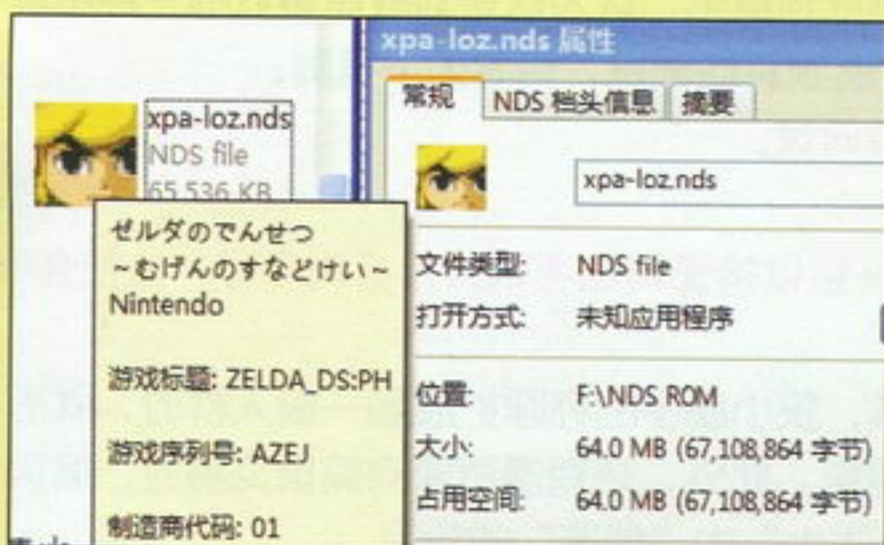 xpa-loz.nds
NDS file
65,536 KB
ゼルダのでんせつ
~むげんのすなどけい~
Nintendo
游戏标题: ZELDA_DS:PH
游戏序列号: AZEJ
制造商代码: 01
xpa-loz.nds 属性
常规
NDS 档头信息
摘要
xpa-loz.nds
文件类型: NDS file
打开方式: 未知应用程序
位置: F:\NDS ROM
大小: 64.0 MB (67,108,864 字节)
占用空间: 64.0 MB (67,108,864 字节)